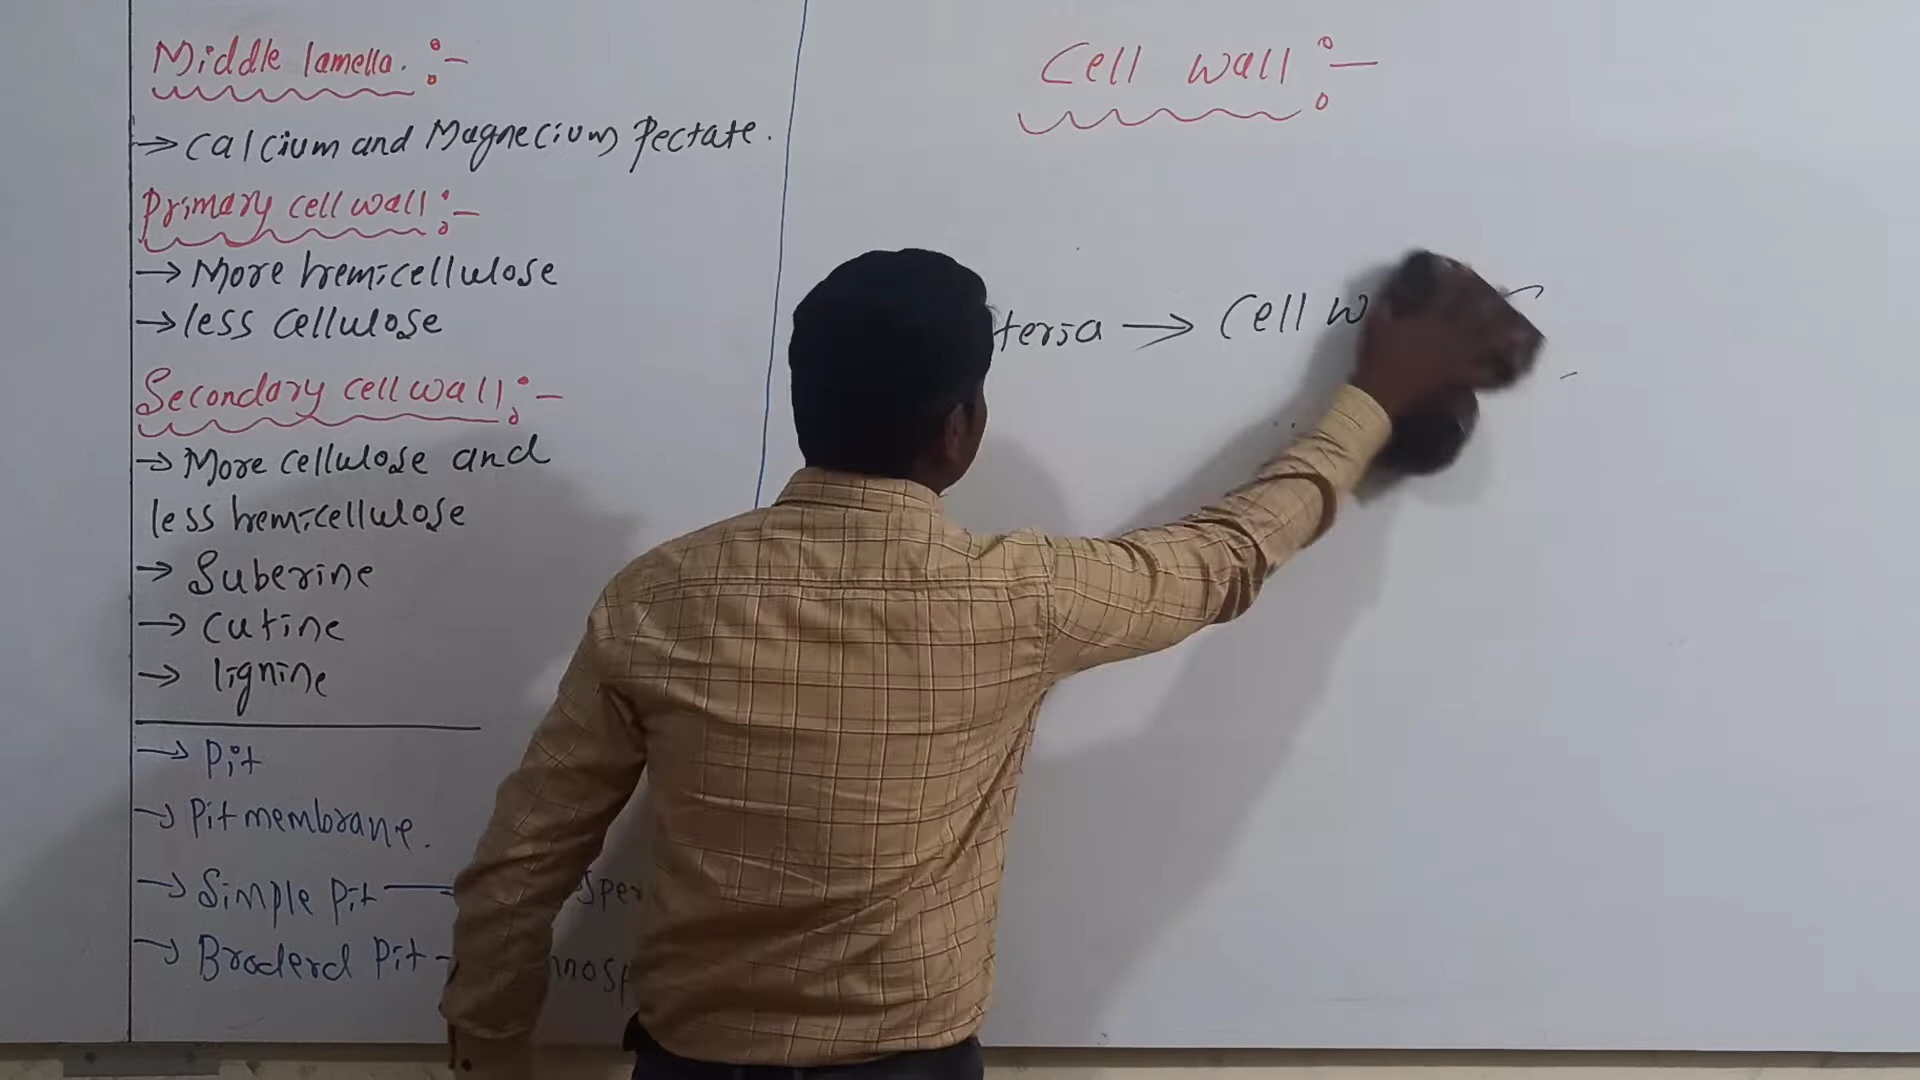 Middle lamella. :-
→ Calcium and Magnecium Pectate.
Primary cell wall :-
→ More hemicellulose
→ less cellulose
Secondary cell wall :-
→ More cellulose and
less hemicellulose
→ Suberine
→ Cutine
→ lignine
→ Pit
→ Pit membrane.
→ Simple Pit
→ Broderd Pit
Cell wall :-
→ Cell